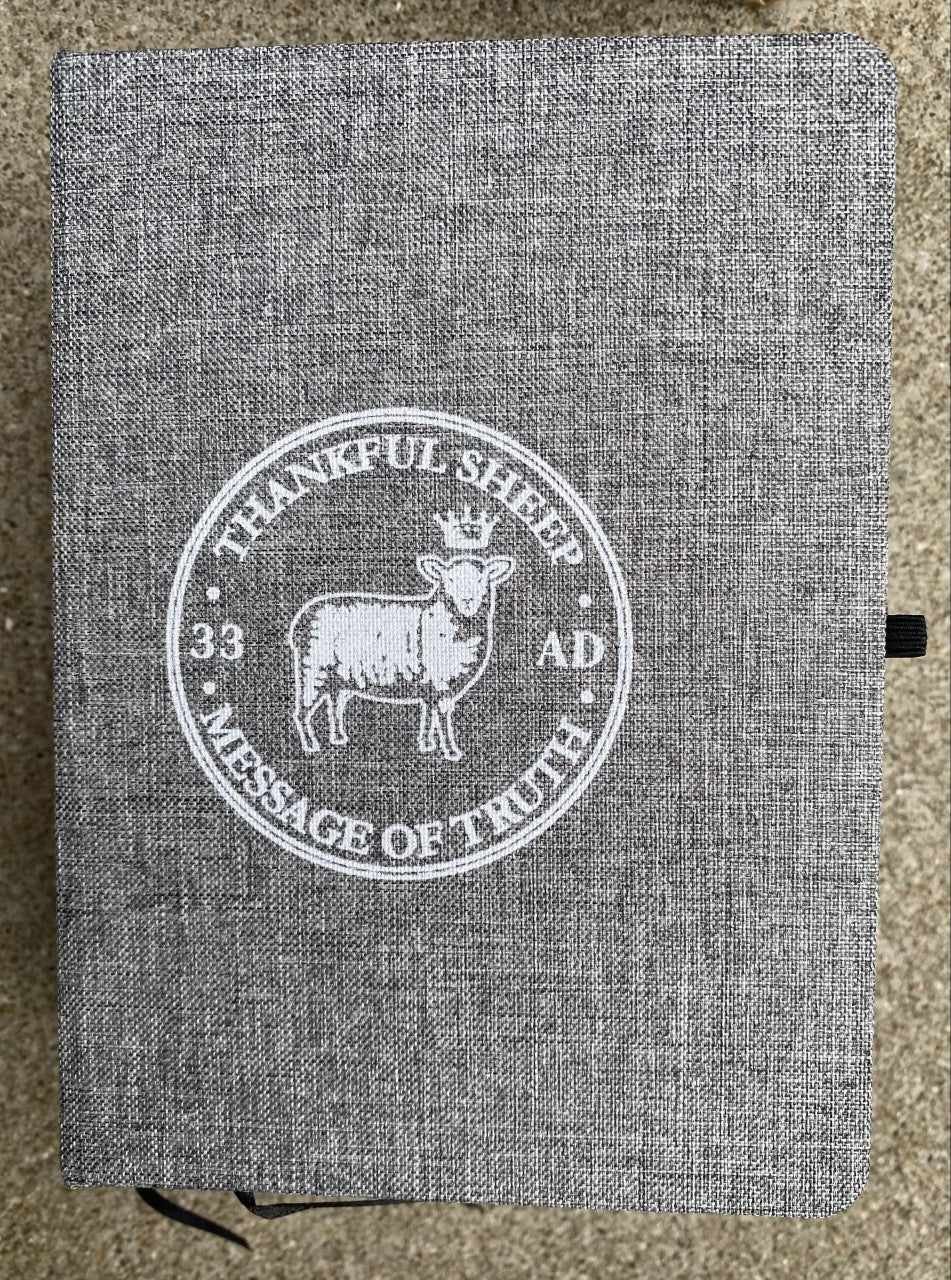 THANKFUL SHEEP
33 AD
MESSAGE OF TRUTH